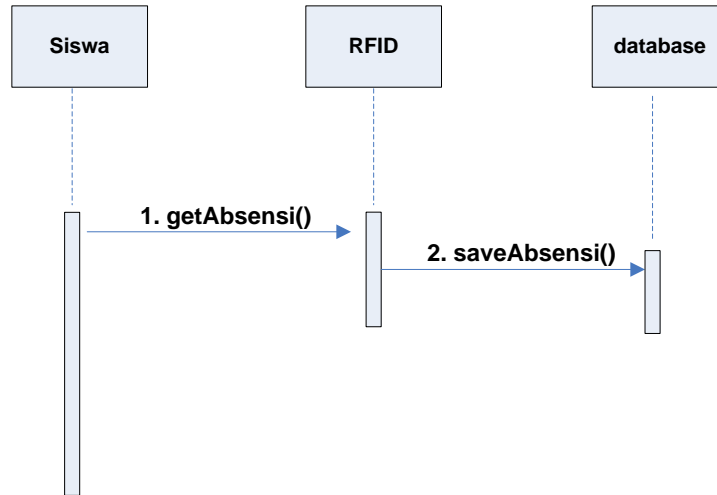 Siswa
RFID
database
1. getAbsensi()
2. saveAbsensi()